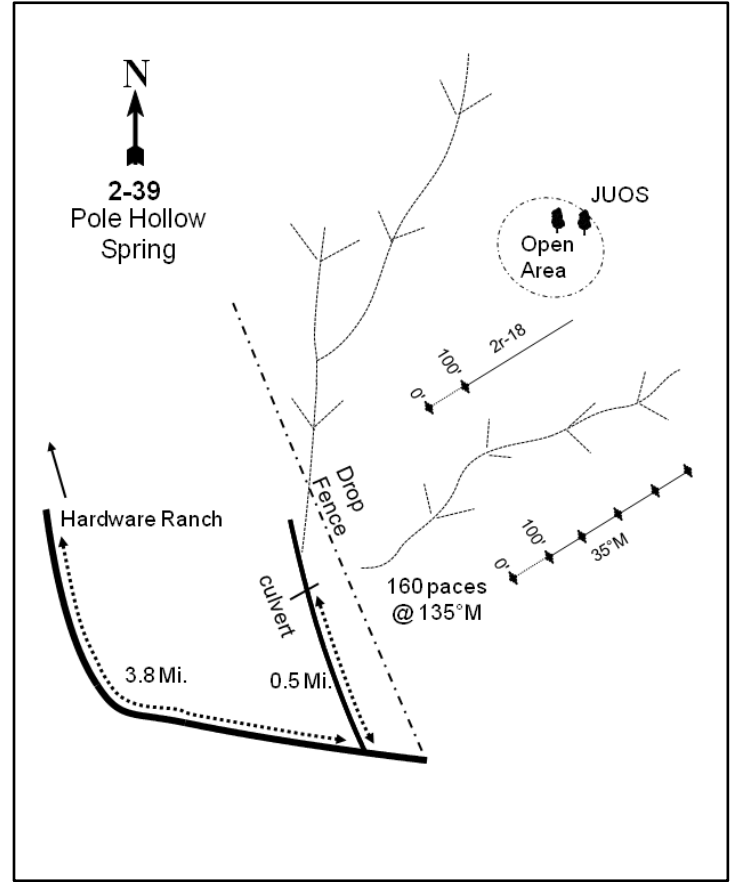 N
2-39
Pole Hollow
Spring
JUOS
Open
Area
2r-18
100'
0'
Drop
Fence
Hardware Ranch
100'
0'
35°M
culvert
160 paces
@ 135°M
3.8 Mi.
0.5 Mi.